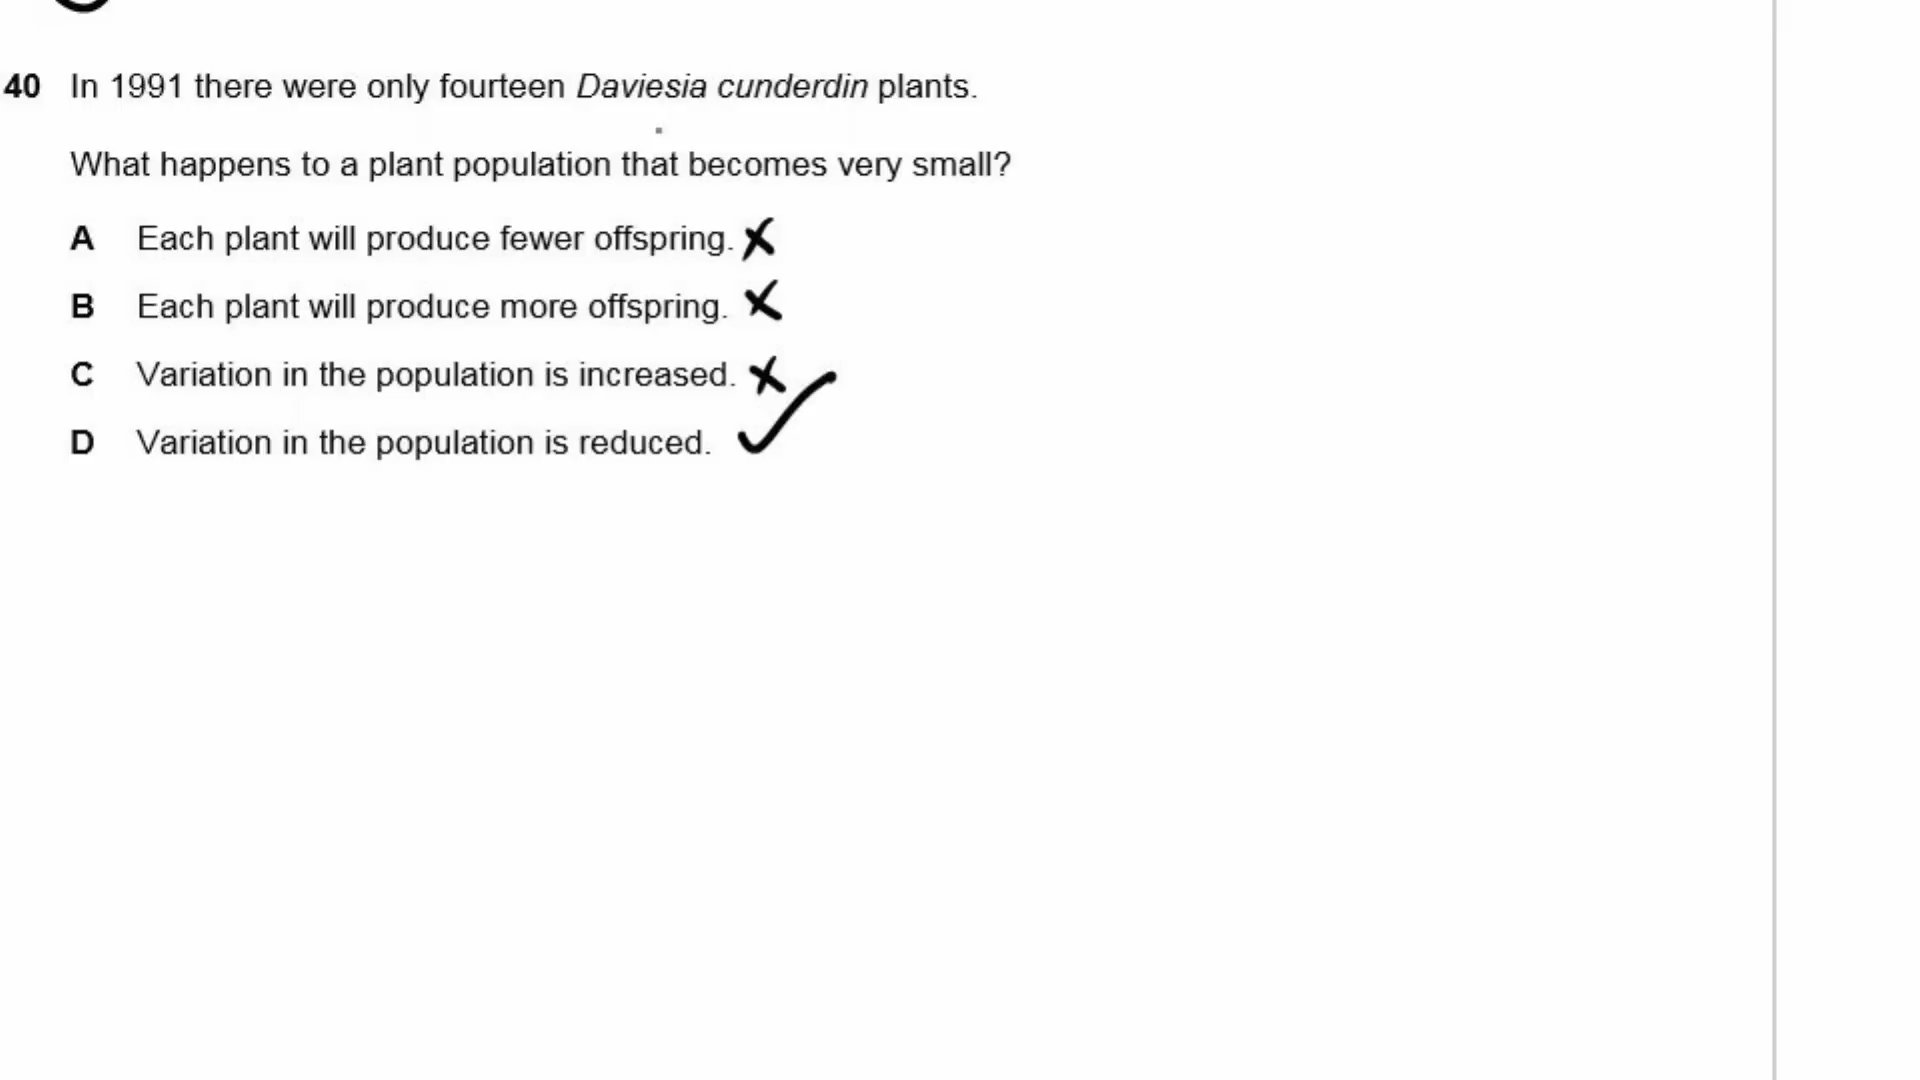 40 In 1991 there were only fourteen Daviesia cunderdin plants.
What happens to a plant population that becomes very small?
A Each plant will produce fewer offspring.
B Each plant will produce more offspring.
C Variation in the population is increased.
D Variation in the population is reduced.